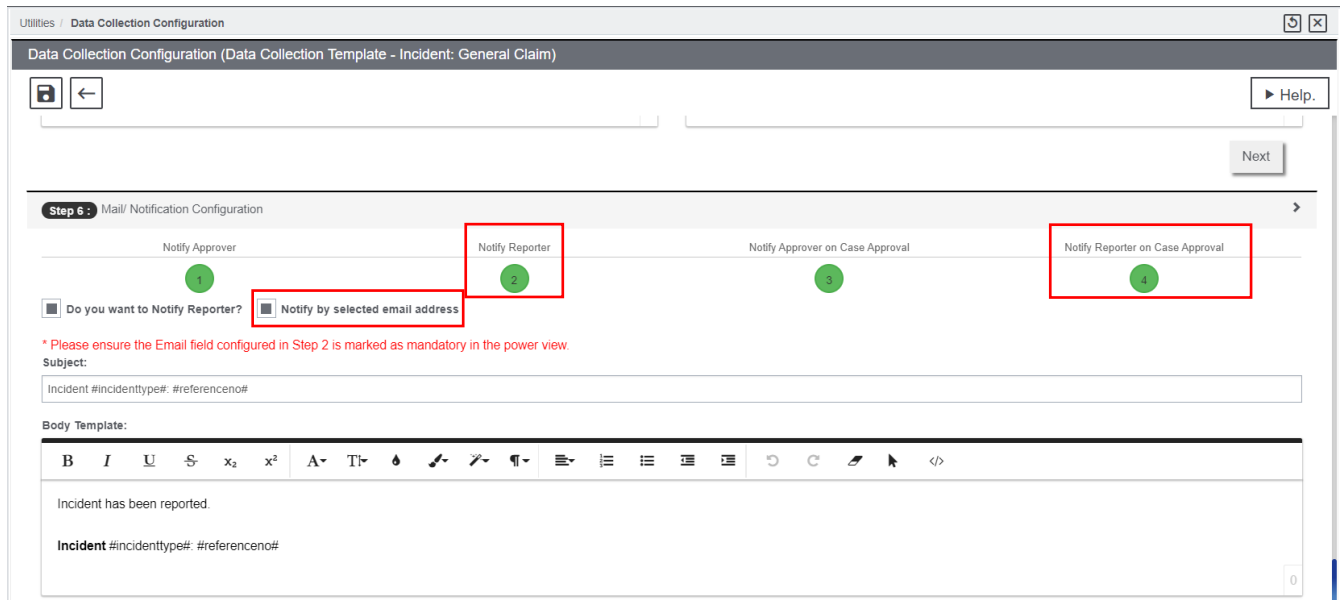 Utilities / Data Collection Configuration
Data Collection Configuration (Data Collection Template - Incident: General Claim)
Help.
Next
Step 6 : Mail/ Notification Configuration
Notify Approver Notify Reporter Notify Approver on Case Approval Notify Reporter on Case Approval
1 2 3 4
Do you want to Notify Reporter? Notify by selected email address
* Please ensure the Email field configured in Step 2 is marked as mandatory in the power view.
Subject:
Incident #incidenttype#: #referenceno#
Body Template:
B I U S x₂ x² A T
Incident has been reported.
Incident #incidenttype#: #referenceno#
0